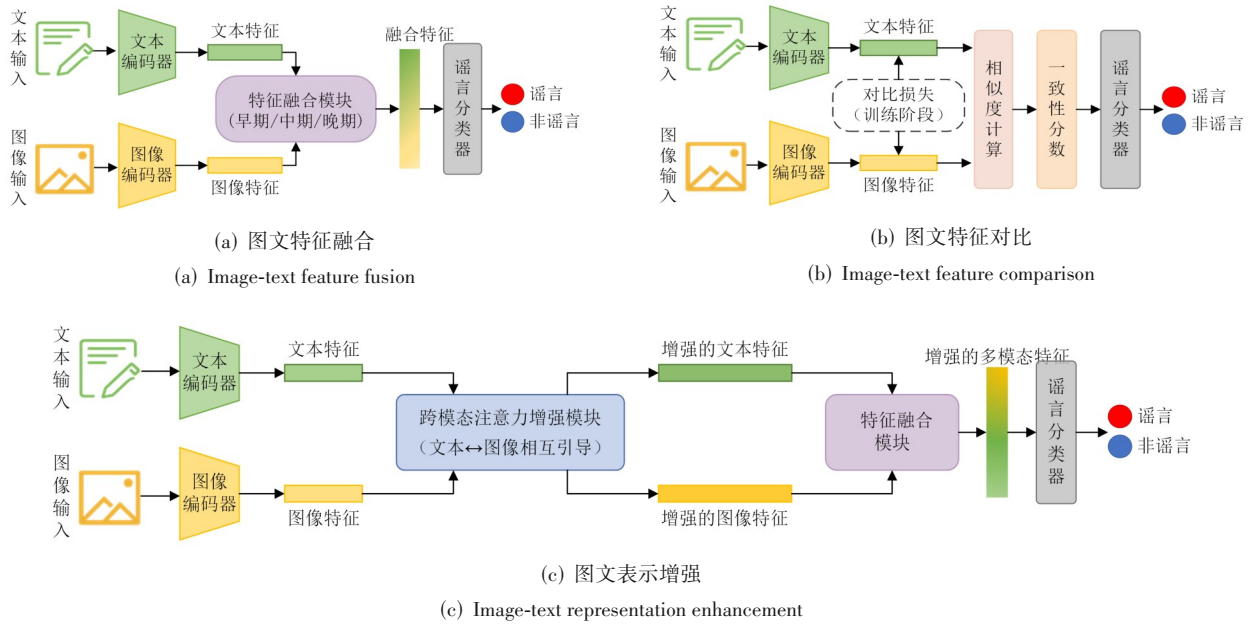 文本输入
文本
编码器
文本特征
融合特征
特征融合模块
(早期/中期/晚期)
谣言分类器
谣言
非谣言
图像输入
图像
编码器
图像特征
(a) 图文特征融合
(a) Image-text feature fusion
文本输入
文本
编码器
文本特征
对比损失
(训练阶段)
相似度计算
一致性分数
谣言分类器
谣言
非谣言
图像输入
图像
编码器
图像特征
(b) 图文特征对比
(b) Image-text feature comparison
文本输入
文本
编码器
文本特征
跨模态注意力增强模块
(文本↔图像相互引导)
增强的文本特征
特征融合
模块
增强的多模态特征
谣言分类器
谣言
非谣言
图像输入
图像
编码器
图像特征
增强的图像特征
(c) 图文表示增强
(c) Image-text representation enhancement